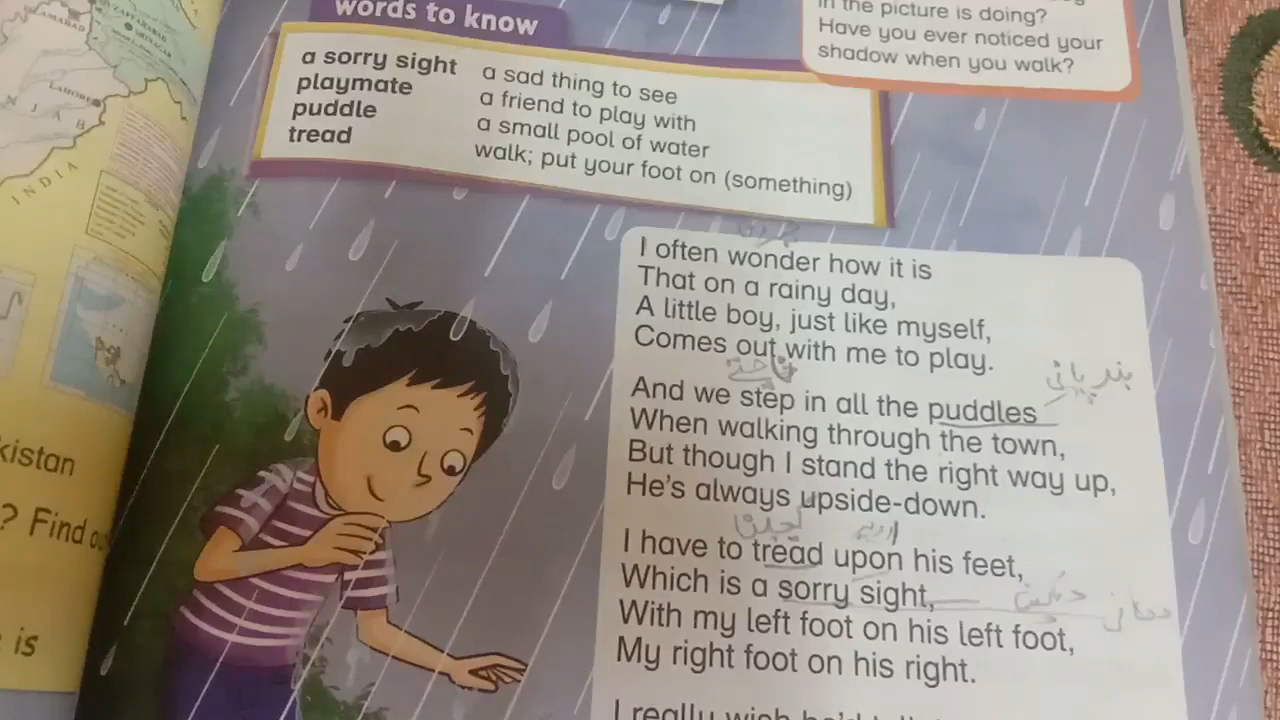 in the picture is doing?
Have you ever noticed your
shadow when you walk?
words to know
a sorry sight a sad thing to see
playmate a friend to play with
puddle a small pool of water
tread walk; put your foot on (something)
I often wonder how it is
That on a rainy day,
A little boy, just like myself,
Comes out with me to play.
And we step in all the puddles
When walking through the town,
But though I stand the right way up,
He's always upside-down.
I have to tread upon his feet,
Which is a sorry sight,
With my left foot on his left foot,
My right foot on his right.
I really wish he'd
LAHORE
INDIA
kistan
? Find
is